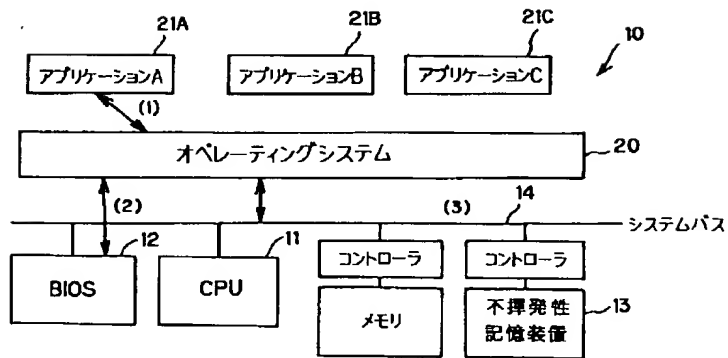 21A
21B
21C
10
アプリケーションA
アプリケーションB
アプリケーションC
(1)
オペレーティングシステム
20
(2)
(3)
14
システムバス
12
11
コントローラ
コントローラ
BIOS
CPU
メモリ
不揮発性
記憶装置
13